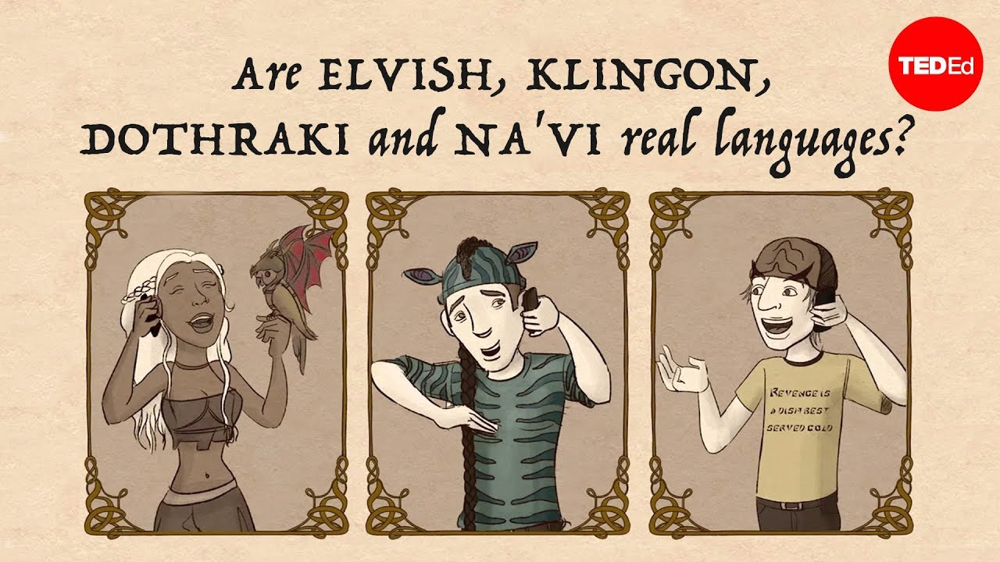 Are ELVISH, KLINGON,
TEDEd
DOTHRAKI and NA'VI real languages?
REVENGE IS
A DISH BEST
SERVED COLD